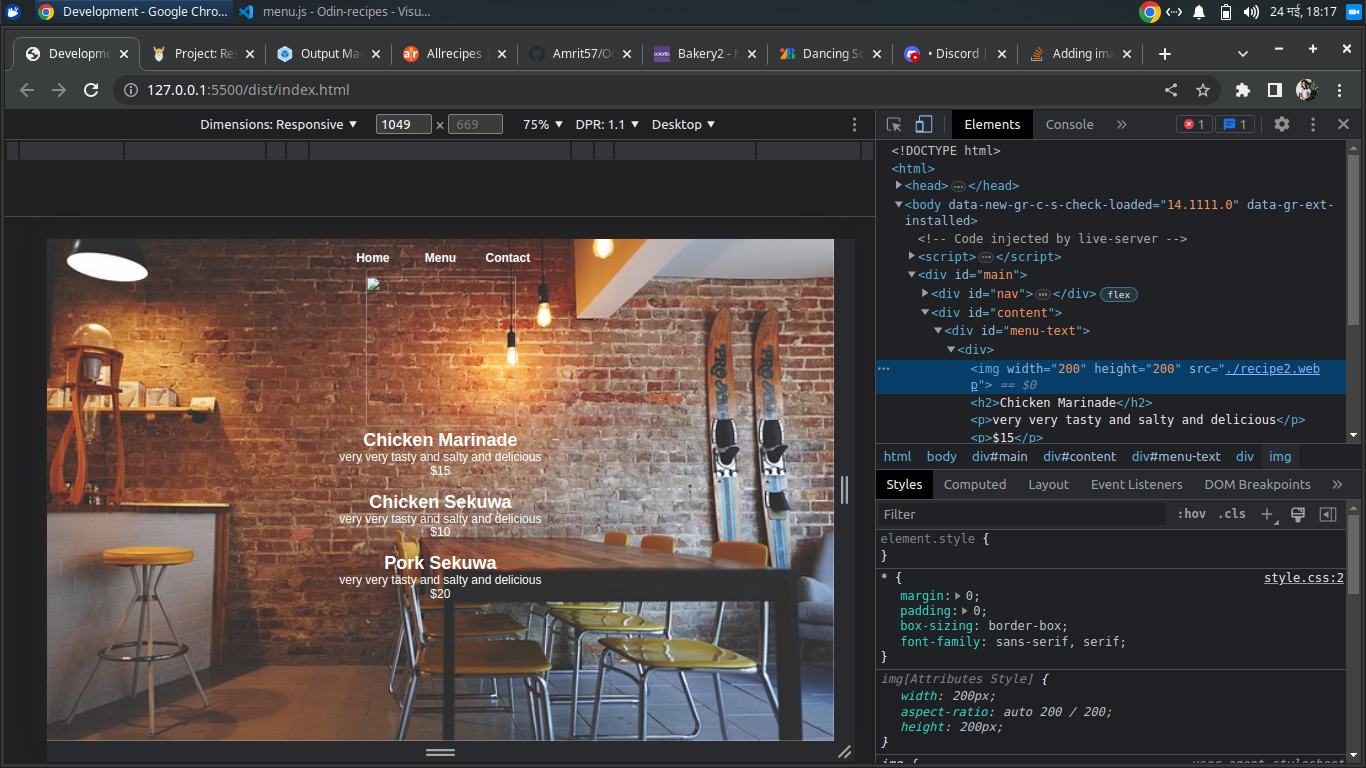 Development - Google Chro...
menu.js - Odin-recipes - Visu...
24 मई, 18:17
Developme
Project: Re
Output Ma
Allrecipes
Amrit57/O
Bakery2 -
Dancing Sc
• Discord |
Adding ima
127.0.0.1:5500/dist/index.html
Dimensions: Responsive ▼ 1049 × 669 75% ▼ DPR: 1.1 ▼ Desktop ▼
Elements Console » 1 1
Home Menu Contact
Chicken Marinade
very very tasty and salty and delicious
$15
Chicken Sekuwa
very very tasty and salty and delicious
$10
Pork Sekuwa
very very tasty and salty and delicious
$20
PRO
PRO
<!DOCTYPE html>
<html>
<head> ⋯ </head>
<body data-new-gr-c-s-check-loaded="14.1111.0" data-gr-ext-
installed>
<!-- Code injected by live-server -->
<script> ⋯ </script>
<div id="main">
<div id="nav"> ⋯ </div> flex
<div id="content">
<div id="menu-text">
<div>
<img width="200" height="200" src="./recipe2.web
p"> == $0
<h2>Chicken Marinade</h2>
<p>very very tasty and salty and delicious</p>
<p>$15</p>
html body div#main div#content div#menu-text div img
Styles Computed Layout Event Listeners DOM Breakpoints »
Filter :hov .cls +
element.style {
}
* { style.css:2
margin: 0;
padding: 0;
box-sizing: border-box;
font-family: sans-serif, serif;
}
img[Attributes Style] {
width: 200px;
aspect-ratio: auto 200 / 200;
height: 200px;
}
img { user agent stylesheet